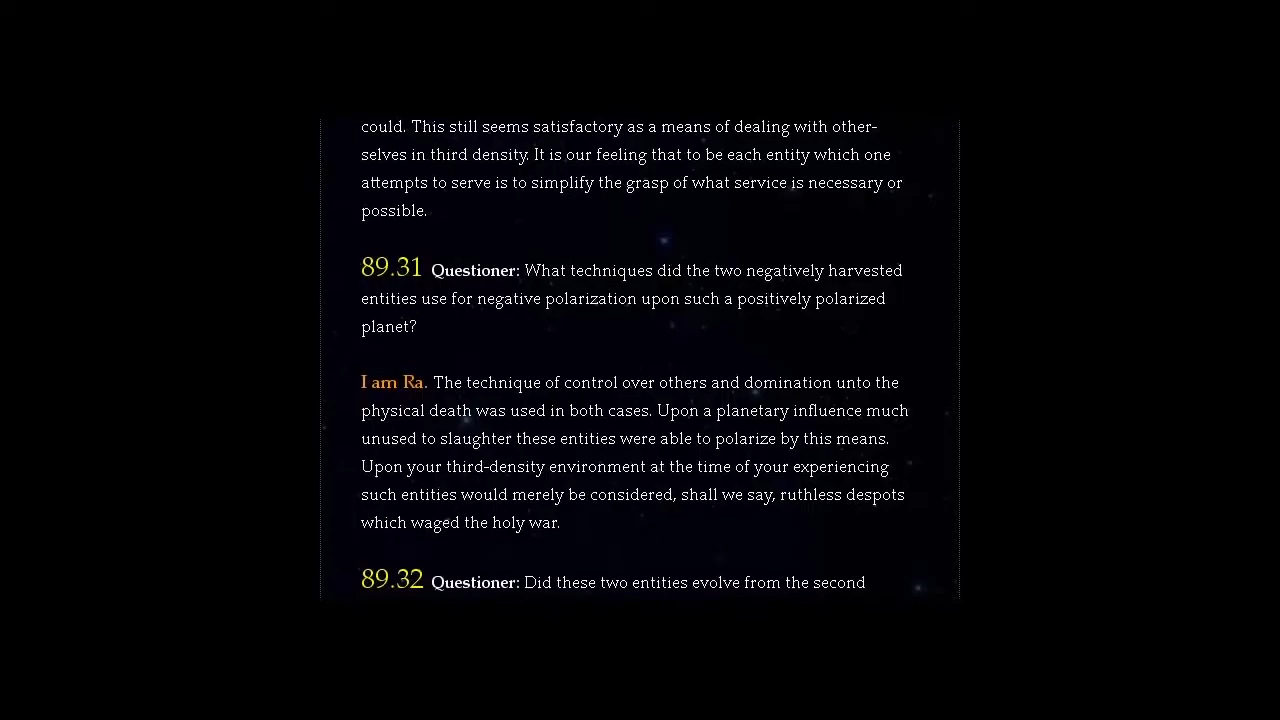 could. This still seems satisfactory as a means of dealing with other-
selves in third density. It is our feeling that to be each entity which one
attempts to serve is to simplify the grasp of what service is necessary or
possible.
89.31 Questioner: What techniques did the two negatively harvested
entities use for negative polarization upon such a positively polarized
planet?
I am Ra. The technique of control over others and domination unto the
physical death was used in both cases. Upon a planetary influence much
unused to slaughter these entities were able to polarize by this means.
Upon your third-density environment at the time of your experiencing
such entities would merely be considered, shall we say, ruthless despots
which waged the holy war.
89.32 Questioner: Did these two entities evolve from the second